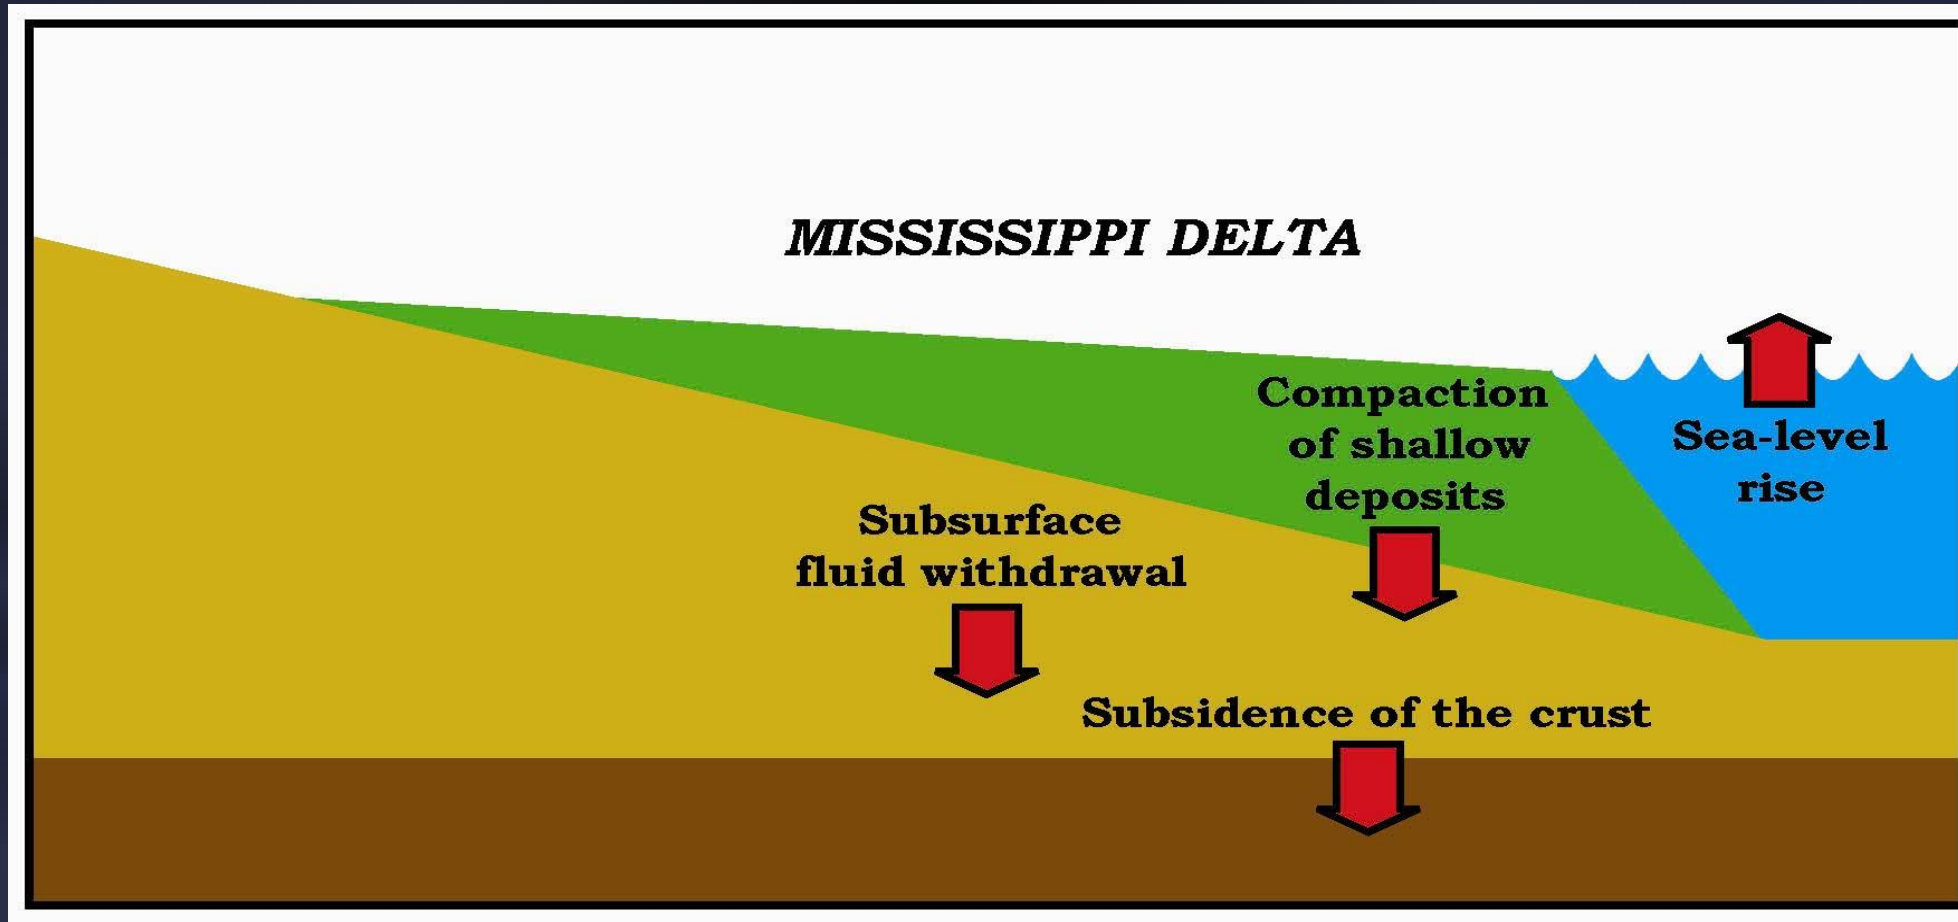 MISSISSIPPI DELTA
Compaction
of shallow
deposits
Sea-level
rise
Subsurface
fluid withdrawal
Subsidence of the crust